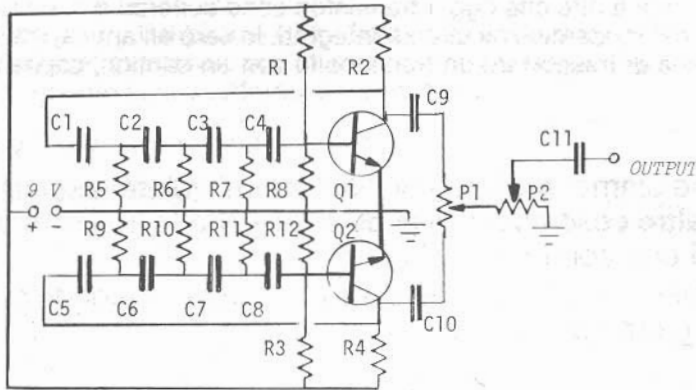 R1 R2
C9
C1 C2 C3 C4
C11
OUTPUT
P1 P2
R5 R6 R7 R8 Q1
9 V
+ -
R9 R10 R11 R12 Q2
C5 C6 C7 C8
C10
R3 R4